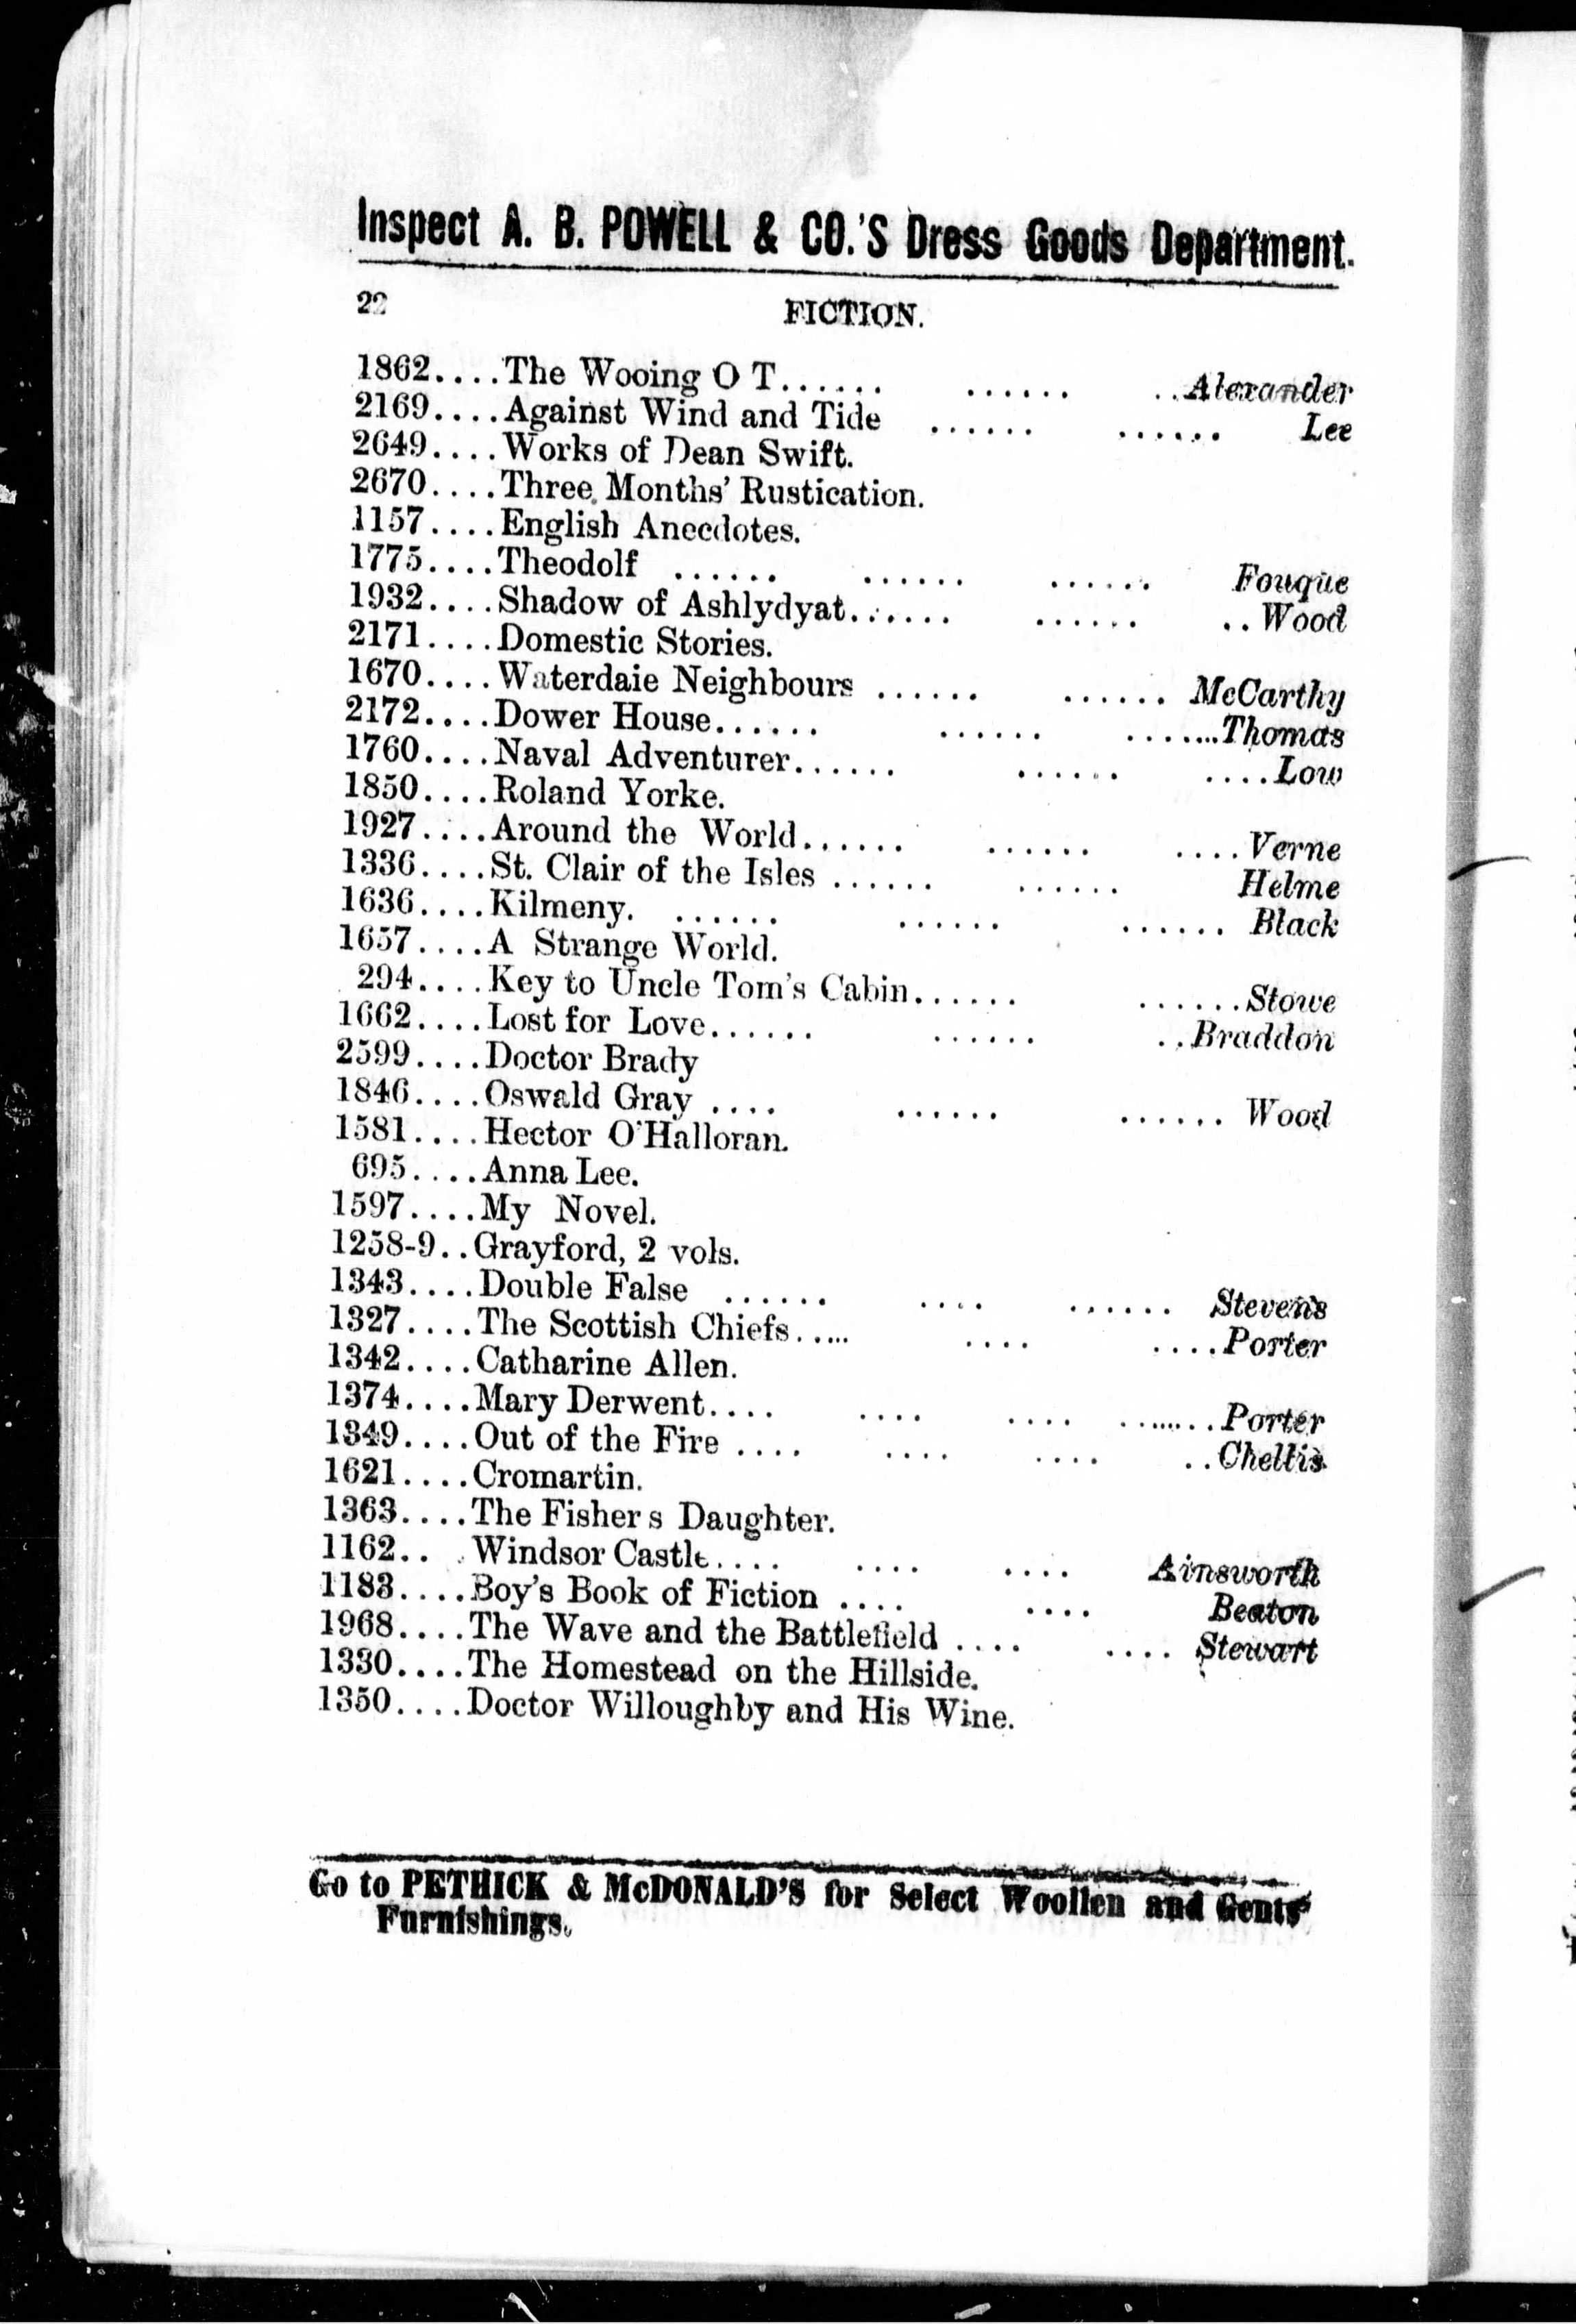 Inspect A. B. POWELL & CO.'S Dress Goods Department.
22 FICTION.
1862....The Wooing O T...... ...... ..Alexander
2169....Against Wind and Tide ...... ...... Lee
2649....Works of Dean Swift.
2670....Three Months' Rustication.
1157....English Anecdotes.
1775....Theodolf ...... ...... ...... Fouque
1932....Shadow of Ashlydyat...... ...... ..Wood
2171....Domestic Stories.
1670....Waterdaie Neighbours ...... ...... McCarthy
2172....Dower House...... ...... .......Thomas
1760....Naval Adventurer...... ...... ....Low
1850....Roland Yorke.
1927....Around the World...... ...... ....Verne
1336....St. Clair of the Isles ...... ...... Helme
1636....Kilmeny. ...... ...... ...... Black
1657....A Strange World.
294....Key to Uncle Tom's Cabin...... ......Stowe
1662....Lost for Love...... ...... ..Braddon
2599....Doctor Brady
1846....Oswald Gray .... ...... ...... Wood
1581....Hector O'Halloran.
695....Anna Lee.
1597....My Novel.
1258-9..Grayford, 2 vols.
1343....Double False ...... .... ...... Stevens
1327....The Scottish Chiefs..... .... ....Porter
1342....Catharine Allen.
1374....Mary Derwent.... .... .... ........Porter
1349....Out of the Fire .... .... .... ..Chellis
1621....Cromartin.
1363....The Fisher s Daughter.
1162.. .Windsor Castle.... .... .... Ainsworth
1183....Boy's Book of Fiction .... .... Beaton
1968....The Wave and the Battlefield .... .... Stewart
1330....The Homestead on the Hillside.
1350....Doctor Willoughby and His Wine.
Go to PETHICK & McDONALD'S for Select Woollen and Gents'
Furnishings.